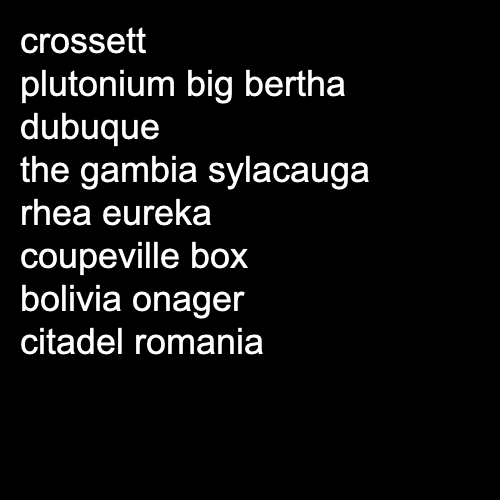 crossett
plutonium big bertha
dubuque
the gambia sylacauga
rhea eureka
coupeville box
bolivia onager
citadel romania